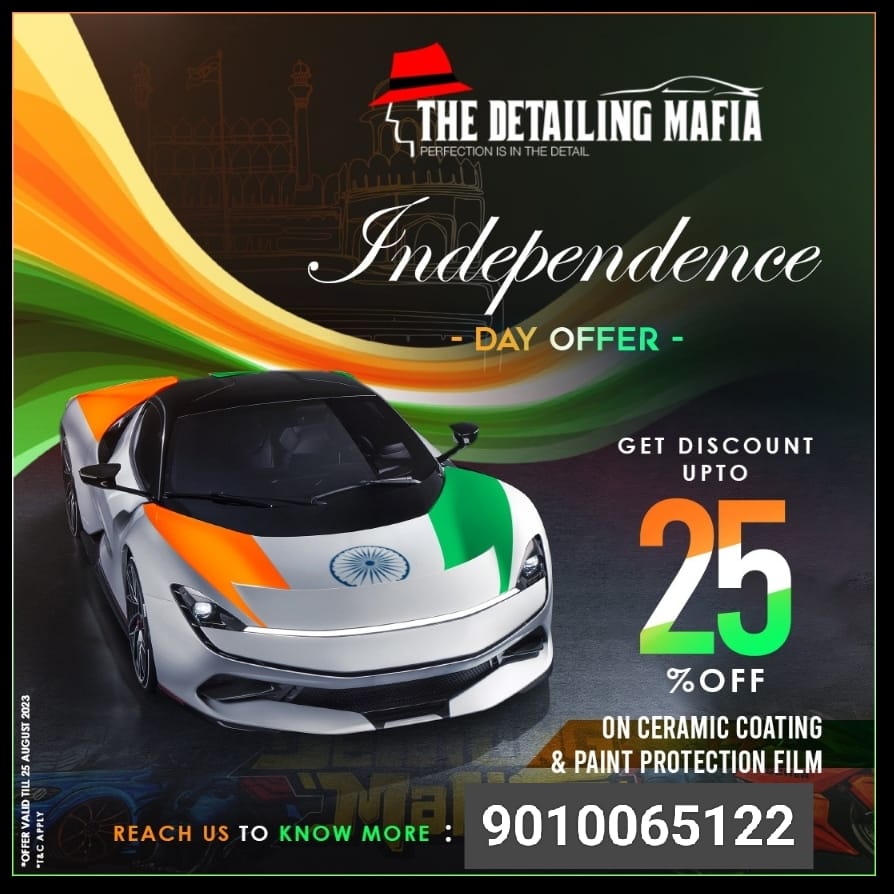 THE DETAILING MAFIA
PERFECTION IS IN THE DETAIL
Independence
- DAY OFFER -
GET DISCOUNT
UPTO
25
%OFF
ON CERAMIC COATING
& PAINT PROTECTION FILM
REACH US TO KNOW MORE : 9010065122
*OFFER VALID TILL 25 AUGUST 2023
*T&C APPLY